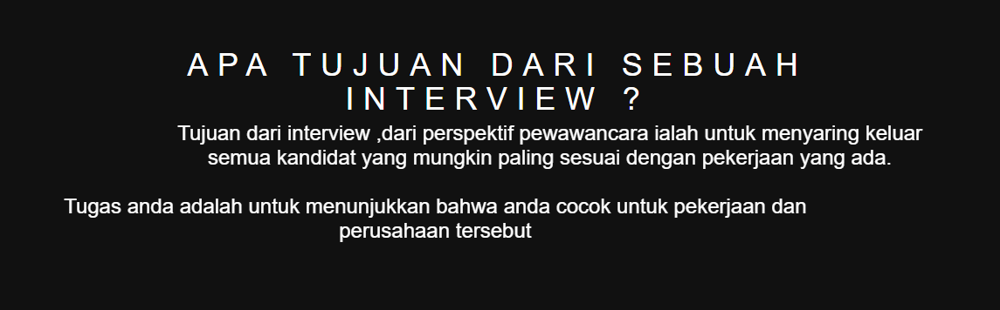 APA TUJUAN DARI SEBUAH
INTERVIEW ?
Tujuan dari interview ,dari perspektif pewawancara ialah untuk menyaring keluar
semua kandidat yang mungkin paling sesuai dengan pekerjaan yang ada.
Tugas anda adalah untuk menunjukkan bahwa anda cocok untuk pekerjaan dan
perusahaan tersebut